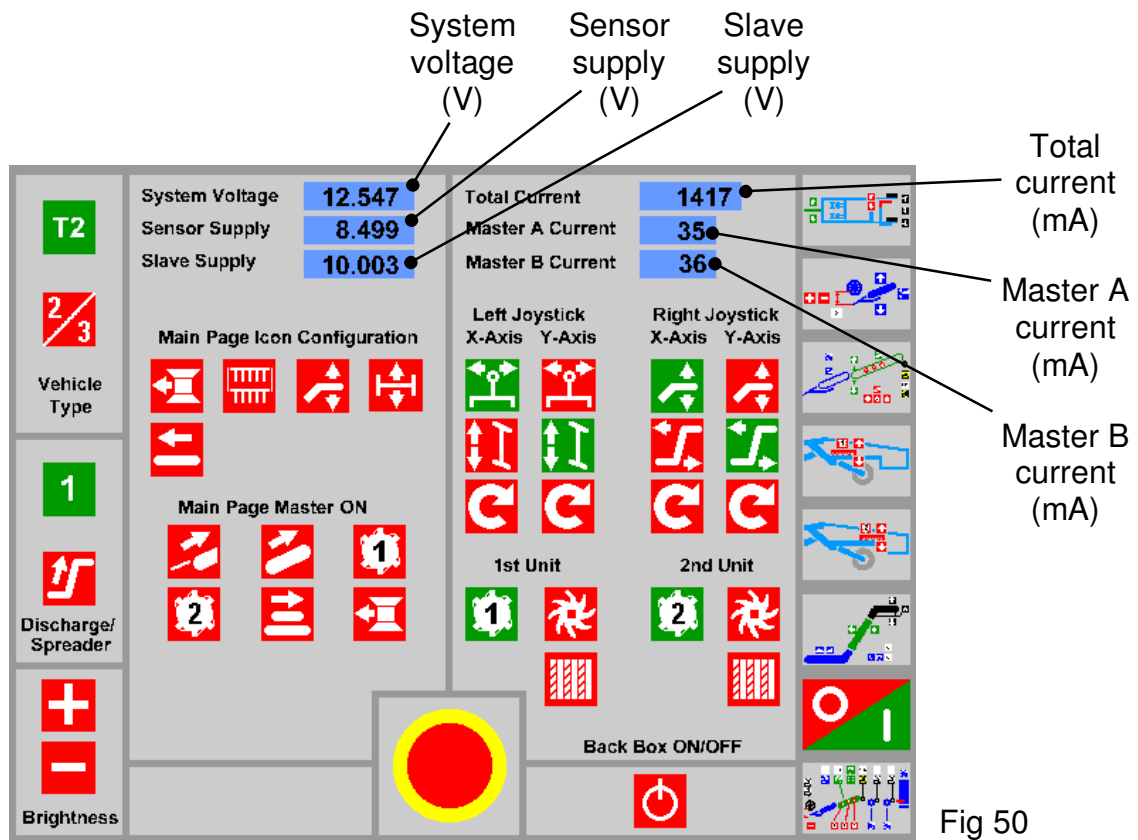 System
voltage
(V)
Sensor
supply
(V)
Slave
supply
(V)
Total
current
(mA)
Master A
current
(mA)
Master B
current
(mA)
T2
2/3
Vehicle
Type
1
Discharge/
Spreader
Brightness
System Voltage 12.547
Sensor Supply 8.499
Slave Supply 10.003
Main Page Icon Configuration
Main Page Master ON
1
2
Total Current 1417
Master A Current 35
Master B Current 36
Left Joystick Right Joystick
X-Axis Y-Axis X-Axis Y-Axis
1st Unit 2nd Unit
1 2
Back Box ON/OFF
Fig 50